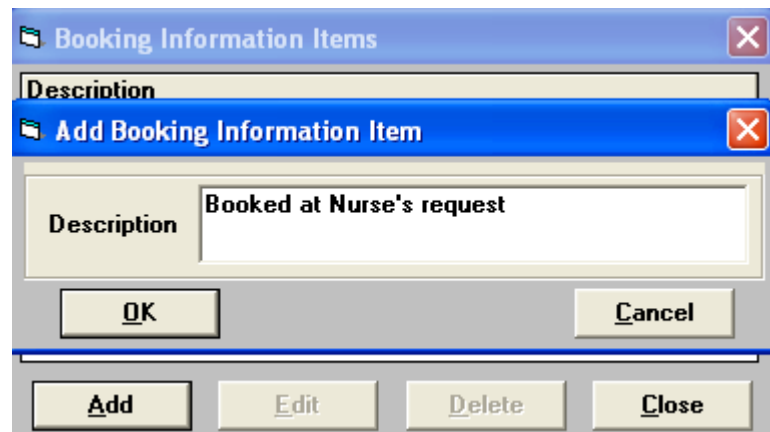 Booking Information Items
Description
Add Booking Information Item
Description
Booked at Nurse's request
OK
Cancel
Add
Edit
Delete
Close